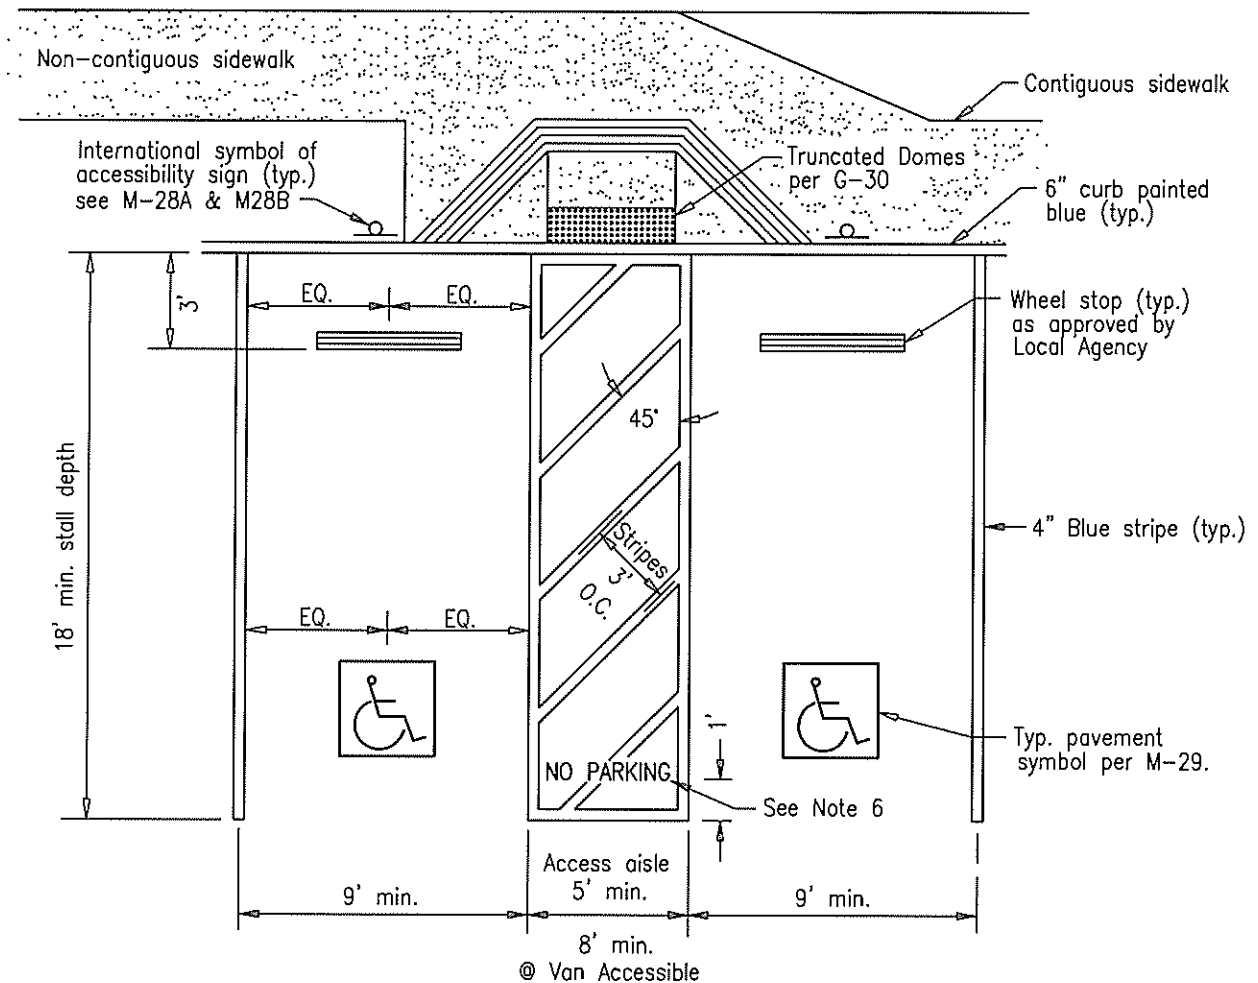 Non-contiguous sidewalk
Contiguous sidewalk
International symbol of
accessibility sign (typ.)
see M-28A & M28B
Truncated Domes
per G-30
6" curb painted
blue (typ.)
EQ.
EQ.
3'
Wheel stop (typ.)
as approved by
Local Agency
45°
18' min. stall depth
Stripes
3'
O.C.
4" Blue stripe (typ.)
EQ.
EQ.
1'
NO PARKING
Typ. pavement
symbol per M-29.
See Note 6
Access aisle
5' min.
9' min.
9' min.
8' min.
@ Van Accessible